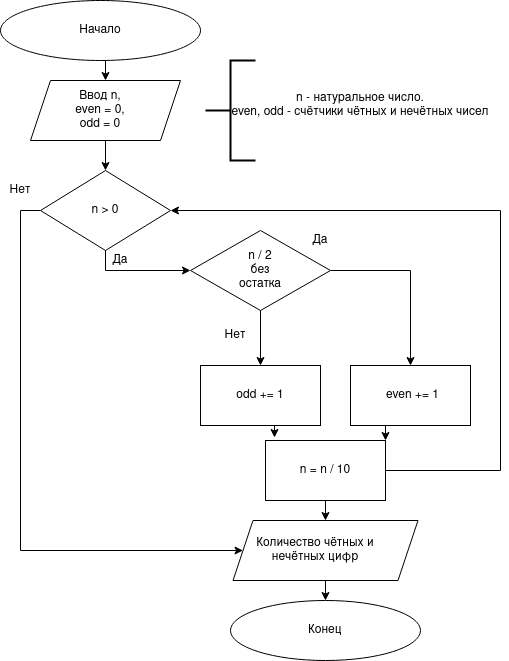 Начало
Ввод n,
even = 0,
odd = 0
n - натуральное число.
even, odd - счётчики чётных и нечётных чисел
Нет
n > 0
Да
Да
n / 2
без
остатка
Нет
odd += 1
even += 1
n = n / 10
Количество чётных и
нечётных цифр
Конец